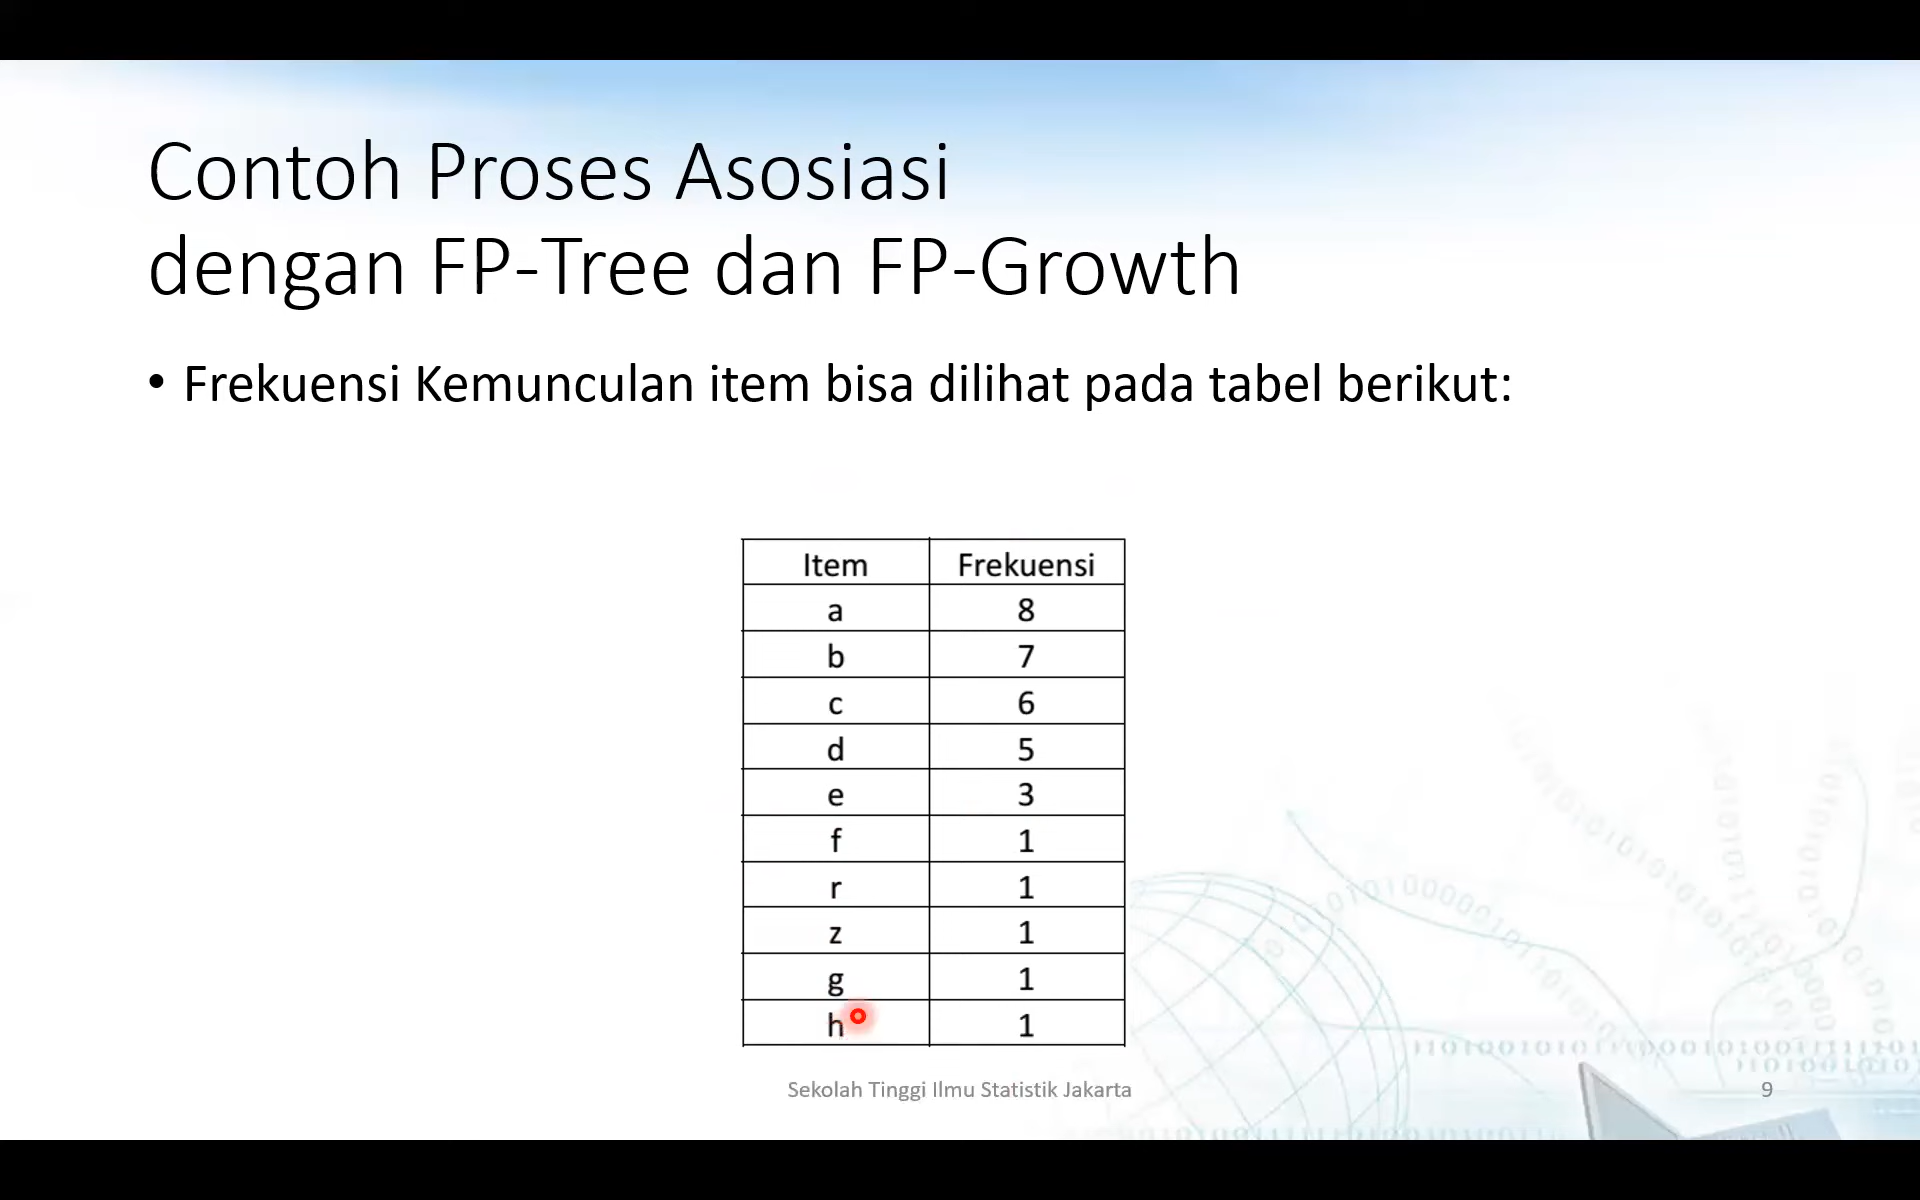 Contoh Proses Asosiasi
dengan FP-Tree dan FP-Growth
• Frekuensi Kemunculan item bisa dilihat pada tabel berikut:
Item Frekuensi
a 8
b 7
c 6
d 5
e 3
f 1
r 1
z 1
g 1
h 1
Sekolah Tinggi Ilmu Statistik Jakarta 9